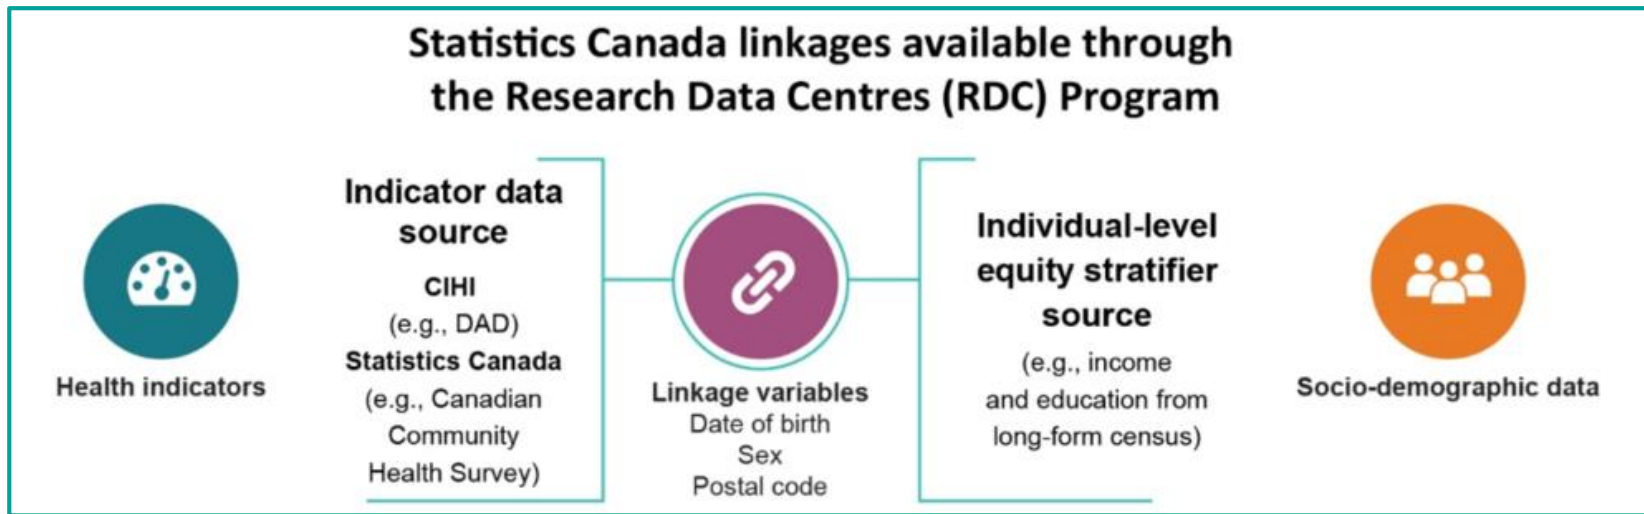 Statistics Canada linkages available through
the Research Data Centres (RDC) Program
Health indicators
Indicator data
source
CIHI
(e.g., DAD)
Statistics Canada
(e.g., Canadian
Community
Health Survey)
Linkage variables
Date of birth
Sex
Postal code
Individual-level
equity stratifier
source
(e.g., income
and education from
long-form census)
Socio-demographic data